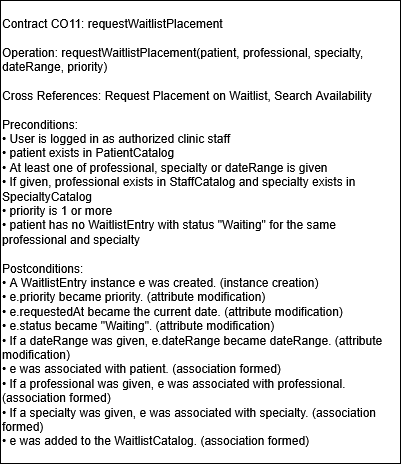 Contract CO11: requestWaitlistPlacement
Operation: requestWaitlistPlacement(patient, professional, specialty,
dateRange, priority)
Cross References: Request Placement on Waitlist, Search Availability
Preconditions:
• User is logged in as authorized clinic staff
• patient exists in PatientCatalog
• At least one of professional, specialty or dateRange is given
• If given, professional exists in StaffCatalog and specialty exists in
SpecialtyCatalog
• priority is 1 or more
• patient has no WaitlistEntry with status "Waiting" for the same
professional and specialty
Postconditions:
• A WaitlistEntry instance e was created. (instance creation)
• e.priority became priority. (attribute modification)
• e.requestedAt became the current date. (attribute modification)
• e.status became "Waiting". (attribute modification)
• If a dateRange was given, e.dateRange became dateRange. (attribute
modification)
• e was associated with patient. (association formed)
• If a professional was given, e was associated with professional.
(association formed)
• If a specialty was given, e was associated with specialty. (association
formed)
• e was added to the WaitlistCatalog. (association formed)